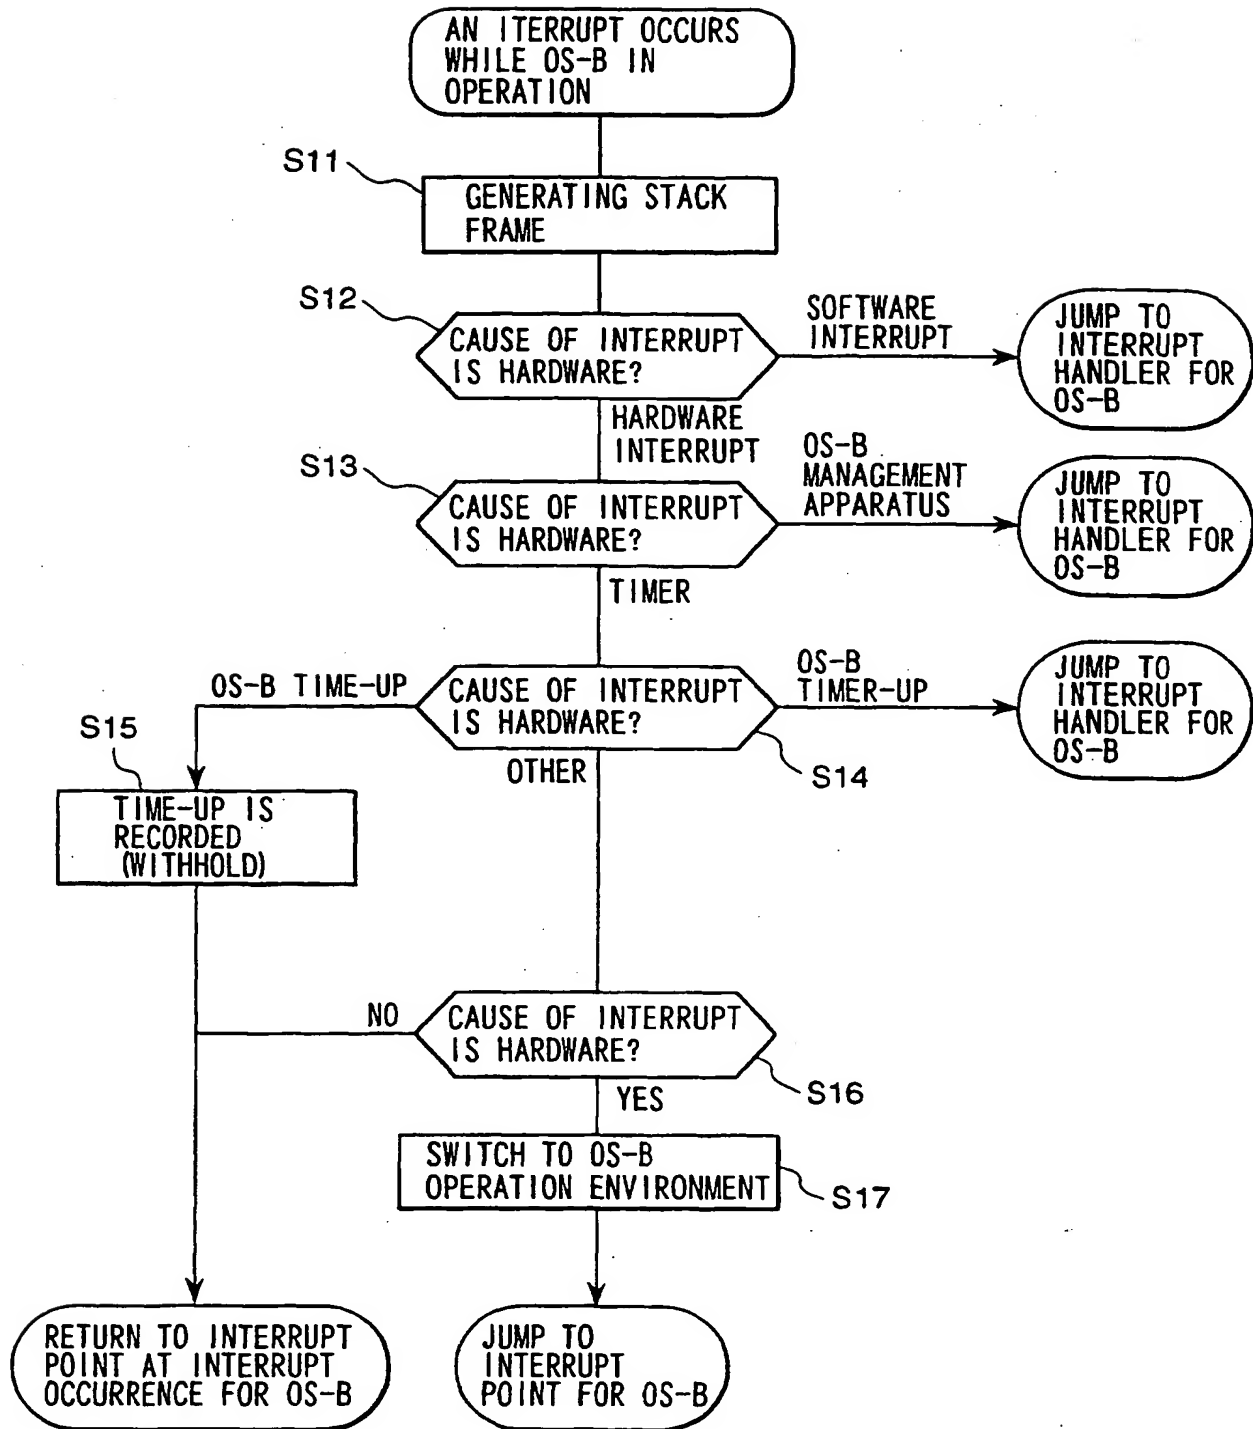 AN ITERRUPT OCCURS
WHILE OS-B IN
OPERATION
S11
GENERATING STACK
FRAME
S12
CAUSE OF INTERRUPT
IS HARDWARE?
SOFTWARE
INTERRUPT
JUMP TO
INTERRUPT
HANDLER FOR
OS-B
HARDWARE
INTERRUPT
S13
CAUSE OF INTERRUPT
IS HARDWARE?
OS-B
MANAGEMENT
APPARATUS
JUMP TO
INTERRUPT
HANDLER FOR
OS-B
TIMER
OS-B TIME-UP
CAUSE OF INTERRUPT
IS HARDWARE?
OS-B
TIMER-UP
JUMP TO
INTERRUPT
HANDLER FOR
OS-B
S15
OTHER
S14
TIME-UP IS
RECORDED
(WITHHOLD)
NO
CAUSE OF INTERRUPT
IS HARDWARE?
S16
YES
SWITCH TO OS-B
OPERATION ENVIRONMENT
S17
RETURN TO INTERRUPT
POINT AT INTERRUPT
OCCURRENCE FOR OS-B
JUMP TO
INTERRUPT
POINT FOR OS-B